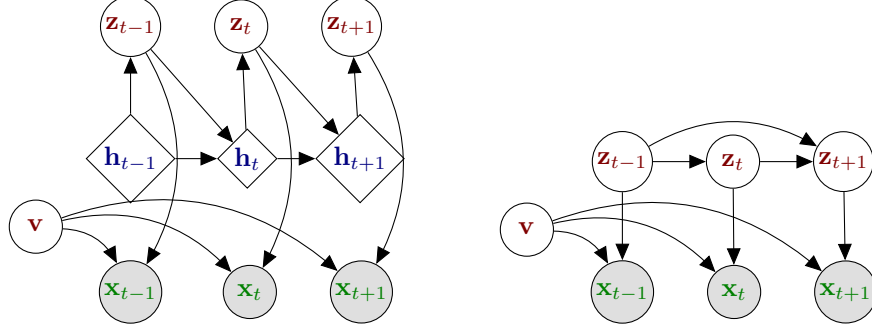 z_{t−1} z_t z_{t+1}
h_{t−1} h_t h_{t+1}
v
x_{t−1} x_t x_{t+1}
z_{t−1} z_t z_{t+1}
v
x_{t−1} x_t x_{t+1}